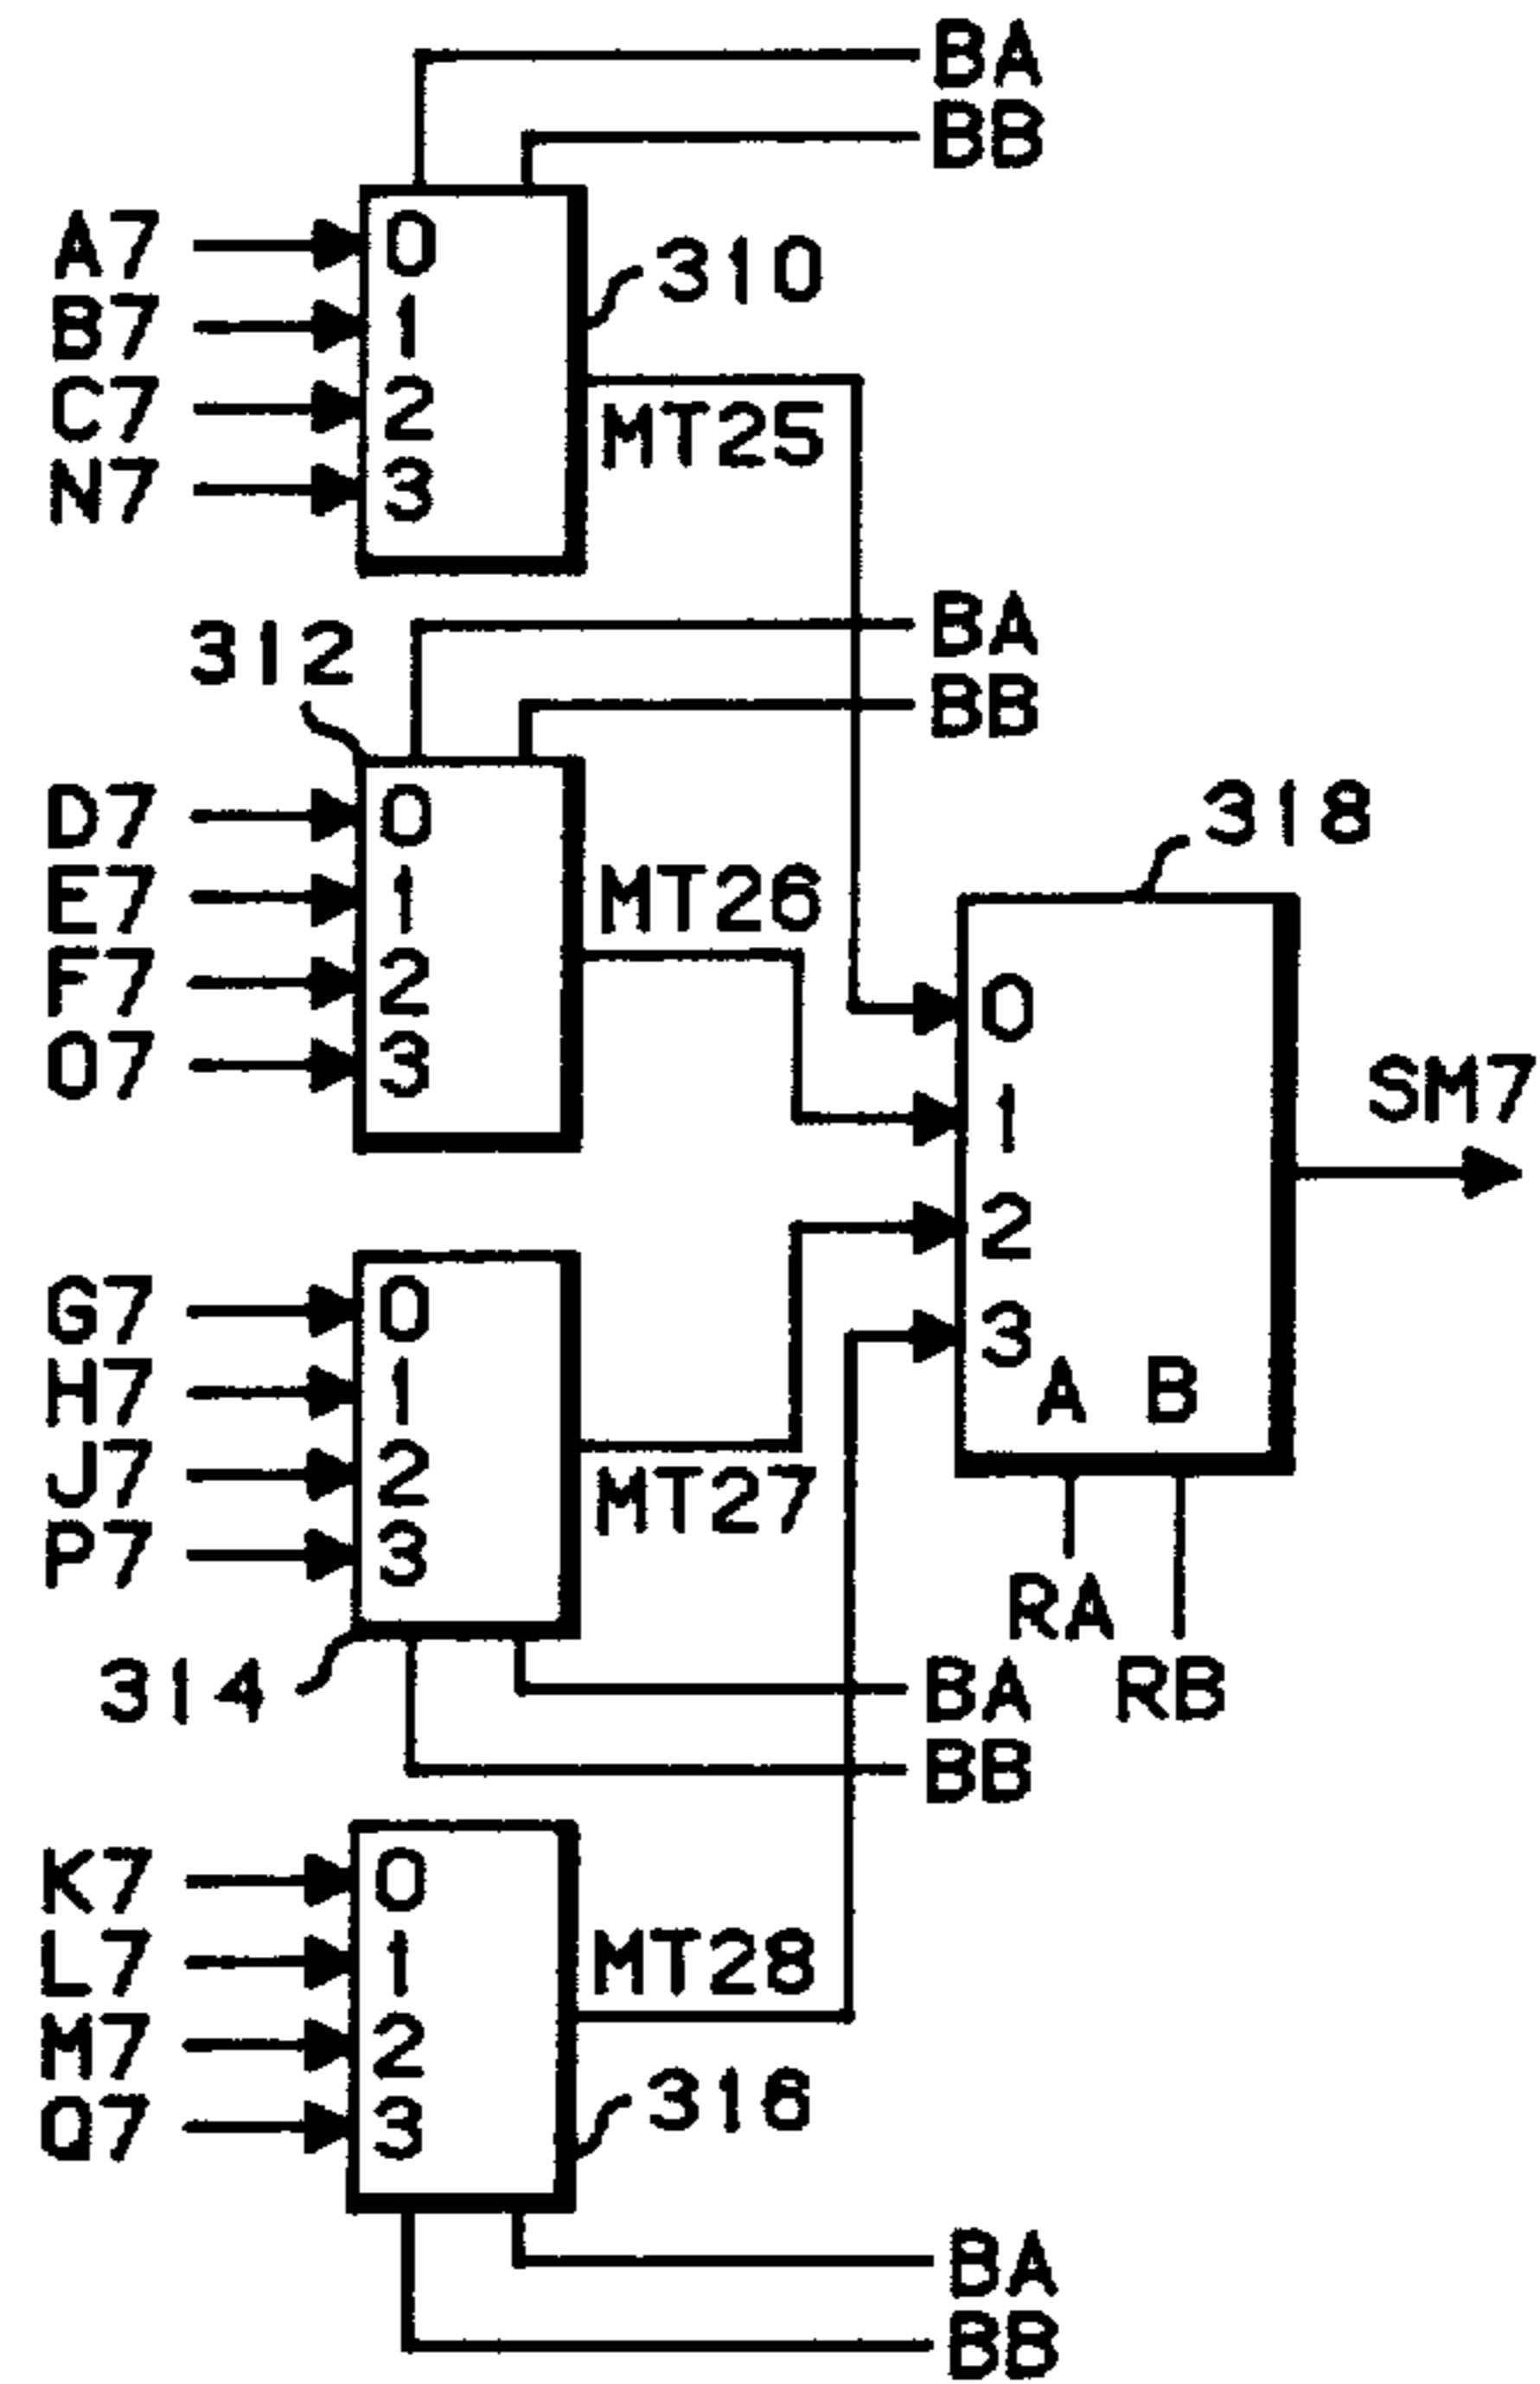 BA
BB
A7 0 310
B7 1
C7 2 MT25
N7 3
312 BA
BB
D7 0 318
E7 1 MT26
F7 2 0
O7 3 SM7
1
2
G7 0 3
H7 1 A B
J7 2 MT27
P7 3 RA
314 BA RB
BB
K7 0
L7 1 MT28
M7 2
Q7 3 316
BA
BB